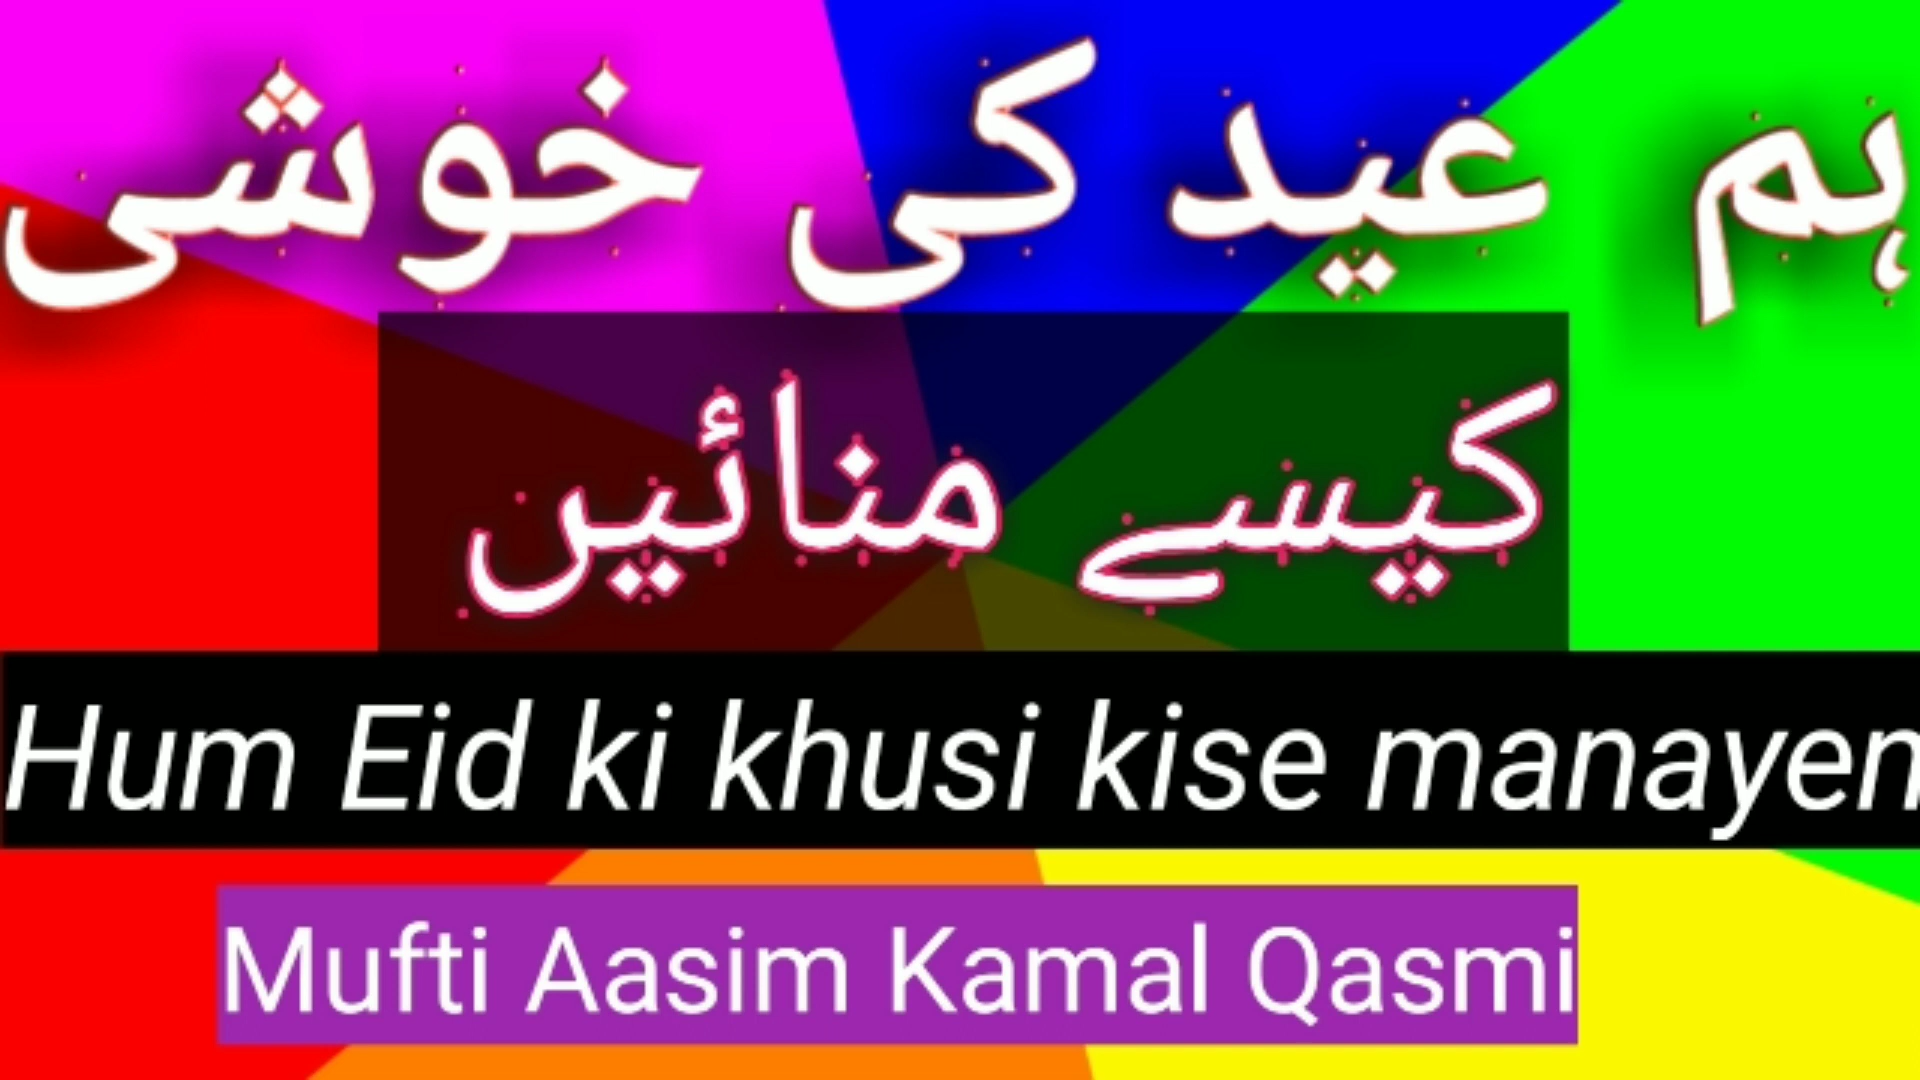 ہم عید کی خوشی
کیسے منائیں
Hum Eid ki khusi kise manayen
Mufti Aasim Kamal Qasmi